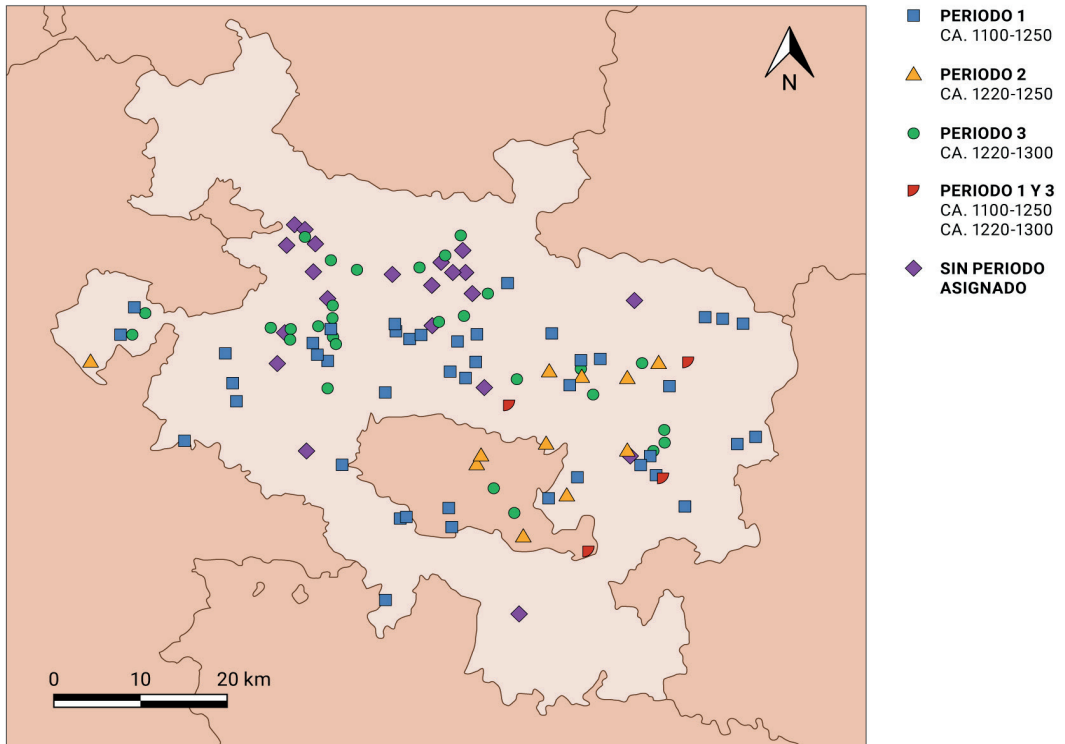 N
0 10 20 km
PERIODO 1
CA. 1100-1250
PERIODO 2
CA. 1220-1250
PERIODO 3
CA. 1220-1300
PERIODO 1 Y 3
CA. 1100-1250
CA. 1220-1300
SIN PERIODO
ASIGNADO